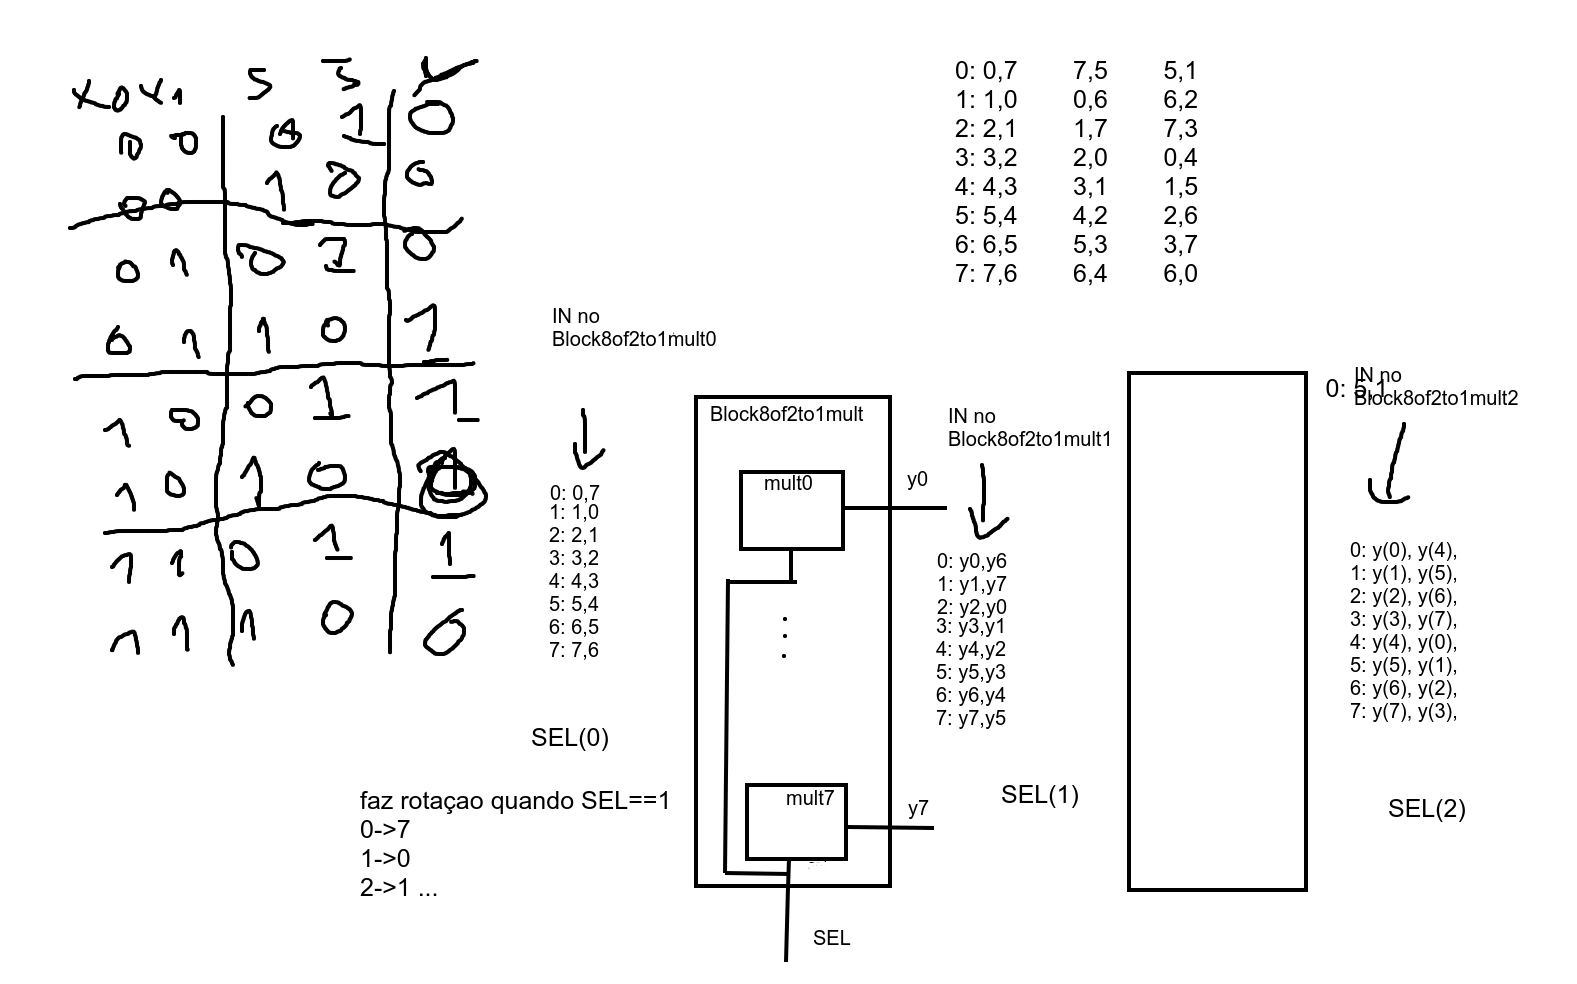 x0 x1 S S Y
0 0 0 1 0
0 0 1 0 0
0 1 0 1 0
0 1 1 0 1
1 0 0 1 1
1 0 1 0 0
1 1 0 1 1
1 1 1 0 0
0: 0,7 7,5 5,1
1: 1,0 0,6 6,2
2: 2,1 1,7 7,3
3: 3,2 2,0 0,4
4: 4,3 3,1 1,5
5: 5,4 4,2 2,6
6: 6,5 5,3 3,7
7: 7,6 6,4 6,0
IN no
Block8of2to1mult0
0: 0,7
1: 1,0
2: 2,1
3: 3,2
4: 4,3
5: 5,4
6: 6,5
7: 7,6
SEL(0)
faz rotaçao quando SEL==1
0->7
1->0
2->1 ...
Block8of2to1mult
mult0
y0
mult7
y7
SEL
IN no
Block8of2to1mult1
0: y0,y6
1: y1,y7
2: y2,y0
3: y3,y1
4: y4,y2
5: y5,y3
6: y6,y4
7: y7,y5
SEL(1)
0: 5,1
IN no
Block8of2to1mult2
0: y(0), y(4),
1: y(1), y(5),
2: y(2), y(6),
3: y(3), y(7),
4: y(4), y(0),
5: y(5), y(1),
6: y(6), y(2),
7: y(7), y(3),
SEL(2)